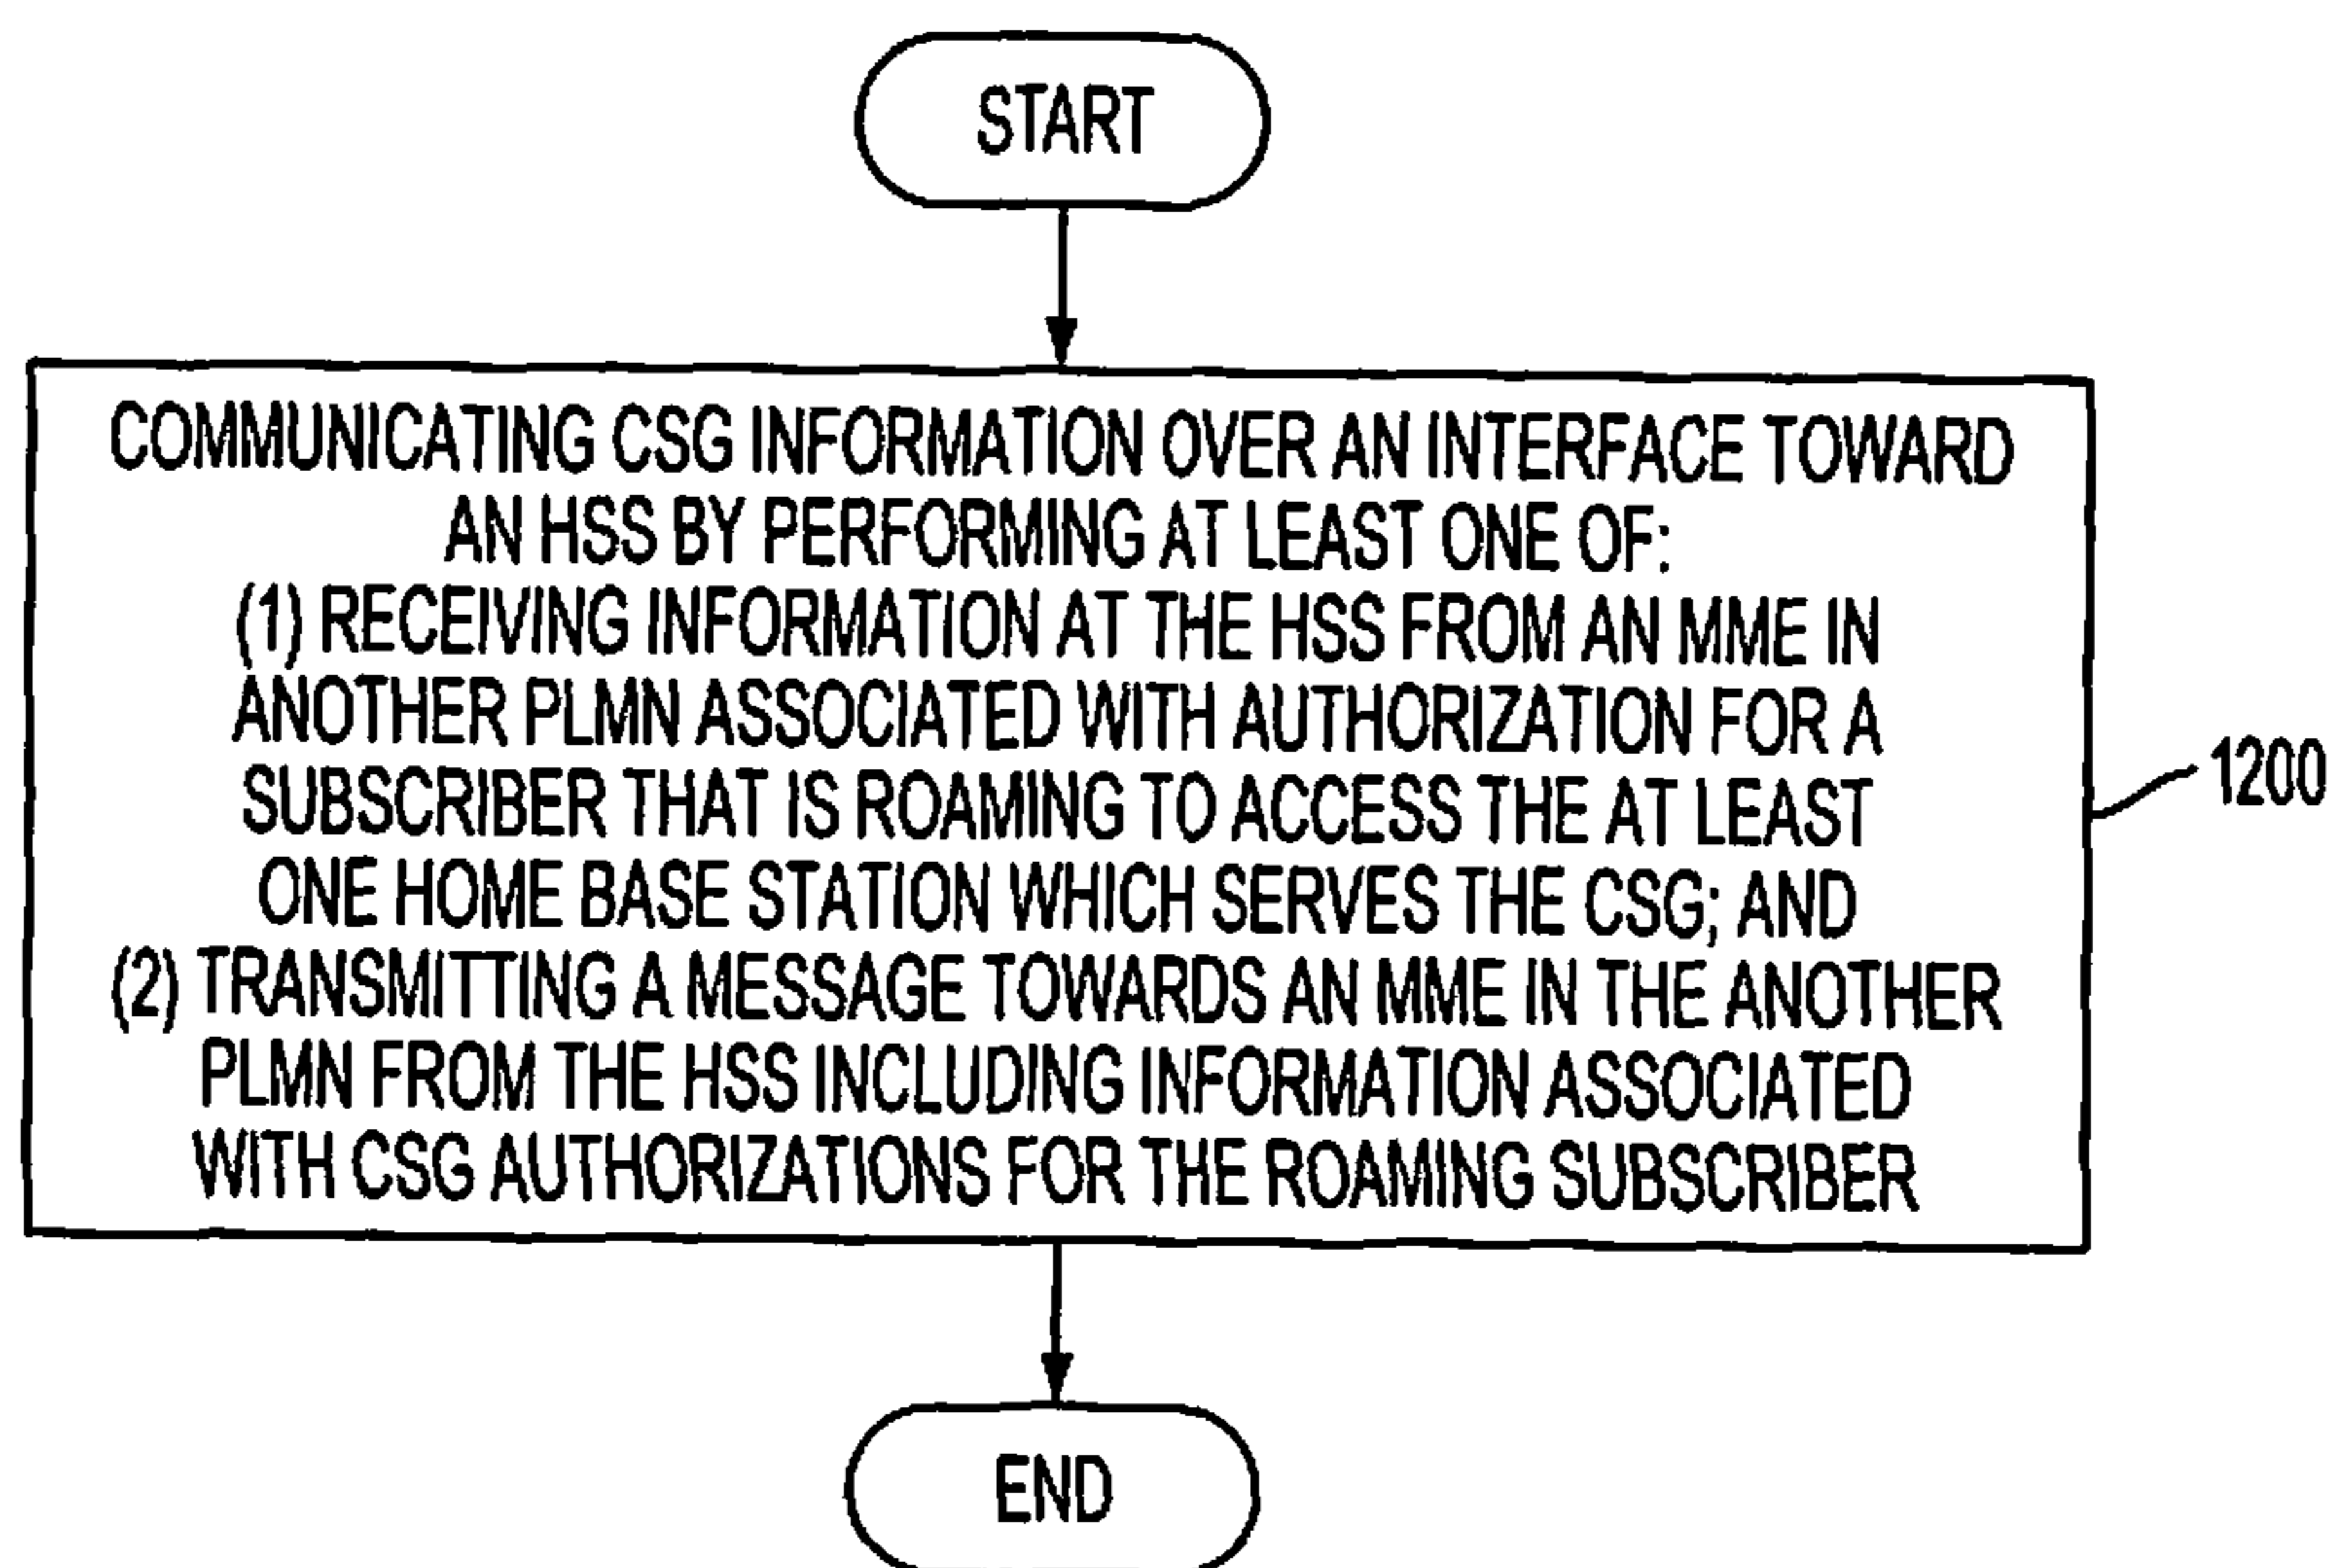 START
COMMUNICATING CSG INFORMATION OVER AN INTERFACE TOWARD
AN HSS BY PERFORMING AT LEAST ONE OF:
(1) RECEIVING INFORMATION AT THE HSS FROM AN MME IN
ANOTHER PLMN ASSOCIATED WITH AUTHORIZATION FOR A
SUBSCRIBER THAT IS ROAMING TO ACCESS THE AT LEAST
ONE HOME BASE STATION WHICH SERVES THE CSG; AND
(2) TRANSMITTING A MESSAGE TOWARDS AN MME IN THE ANOTHER
PLMN FROM THE HSS INCLUDING INFORMATION ASSOCIATED
WITH CSG AUTHORIZATIONS FOR THE ROAMING SUBSCRIBER
1200
END